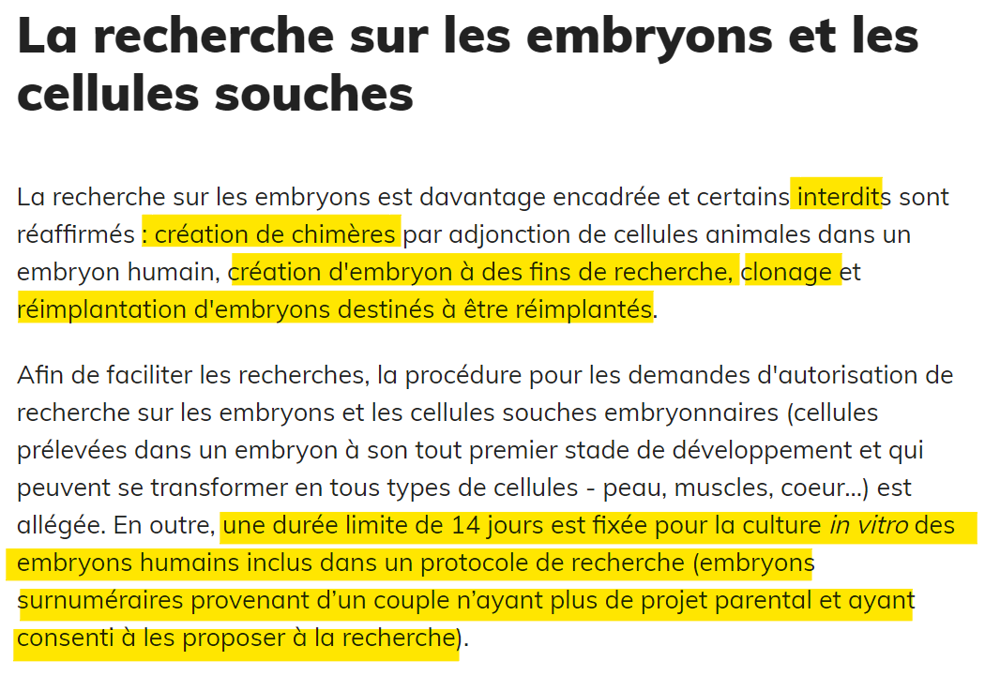 La recherche sur les embryons et les
cellules souches
La recherche sur les embryons est davantage encadrée et certains interdits sont
réaffirmés : création de chimères par adjonction de cellules animales dans un
embryon humain, création d'embryon à des fins de recherche, clonage et
réimplantation d'embryons destinés à être réimplantés.
Afin de faciliter les recherches, la procédure pour les demandes d'autorisation de
recherche sur les embryons et les cellules souches embryonnaires (cellules
prélevées dans un embryon à son tout premier stade de développement et qui
peuvent se transformer en tous types de cellules - peau, muscles, coeur...) est
allégée. En outre, une durée limite de 14 jours est fixée pour la culture in vitro des
embryons humains inclus dans un protocole de recherche (embryons
surnuméraires provenant d’un couple n’ayant plus de projet parental et ayant
consenti à les proposer à la recherche).